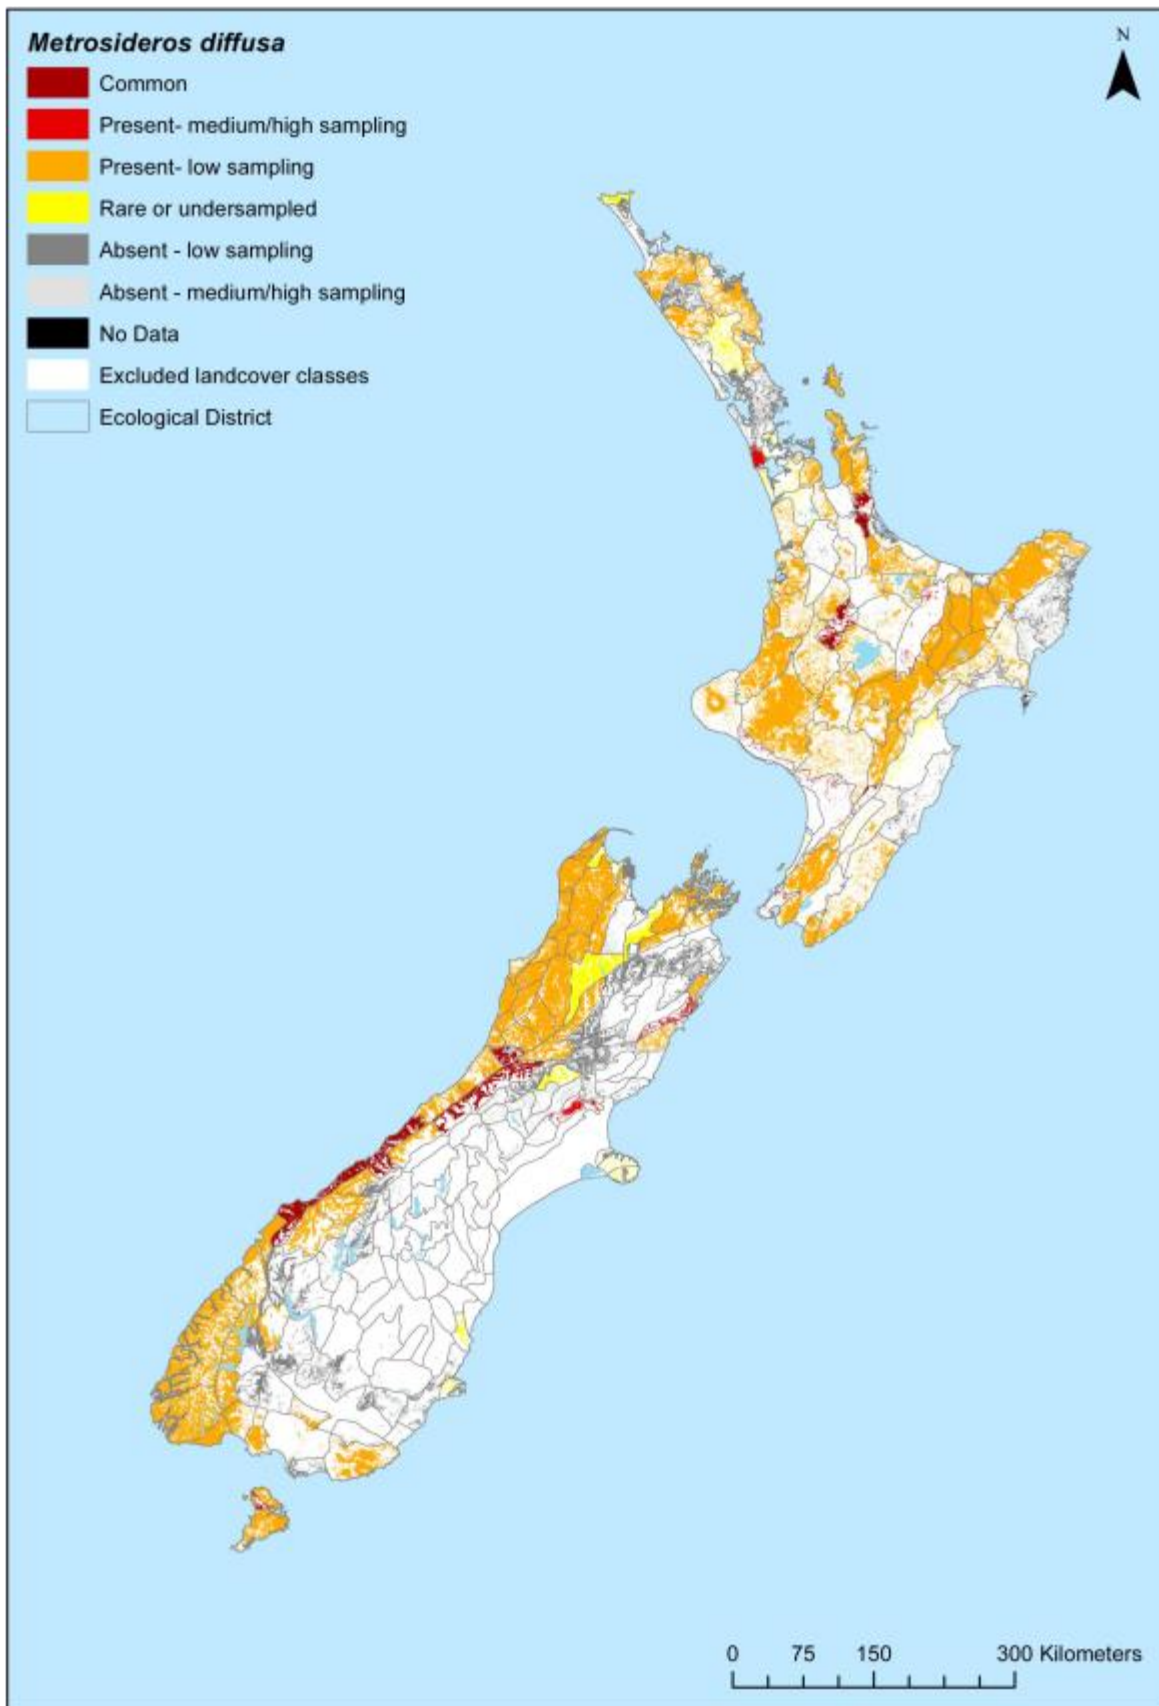 Metrosideros diffusa
Common
Present- medium/high sampling
Present- low sampling
Rare or undersampled
Absent - low sampling
Absent - medium/high sampling
No Data
Excluded landcover classes
Ecological District
N
0 75 150 300 Kilometers